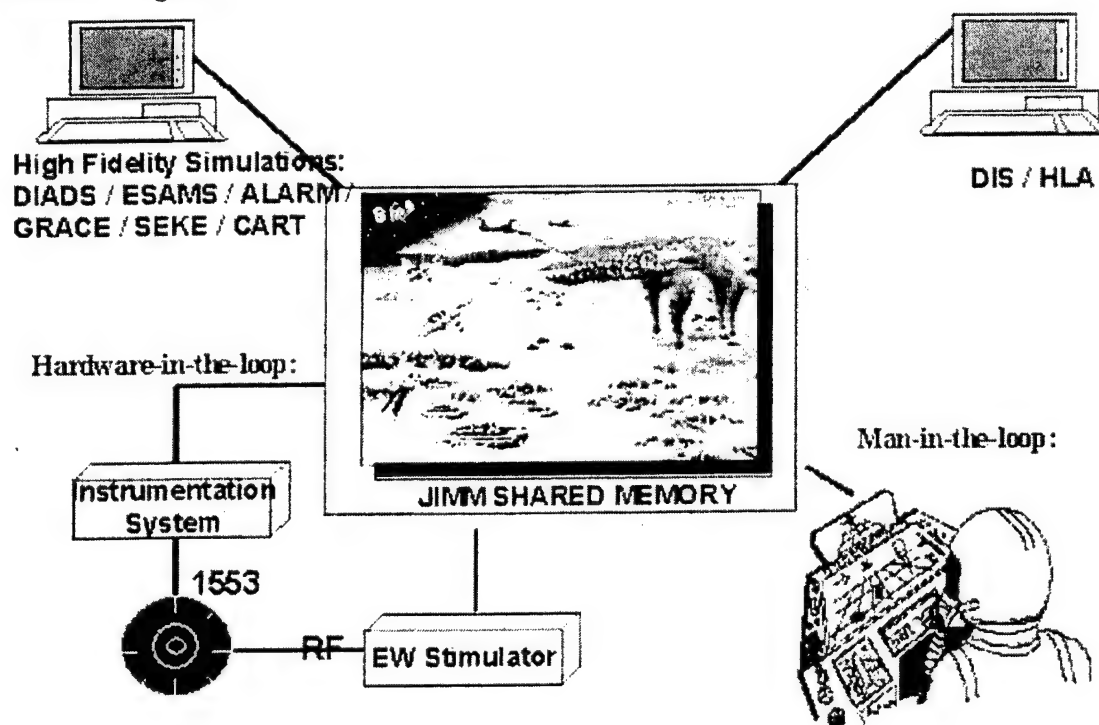 High Fidelity Simulations:
DIADS / ESAMS / ALARM /
GRACE / SEKE / CART
DIS / HLA
Hardware-in-the-loop:
Man-in-the-loop:
JIMM SHARED MEMORY
Instrumentation
System
1553
RF
EW Stimulator